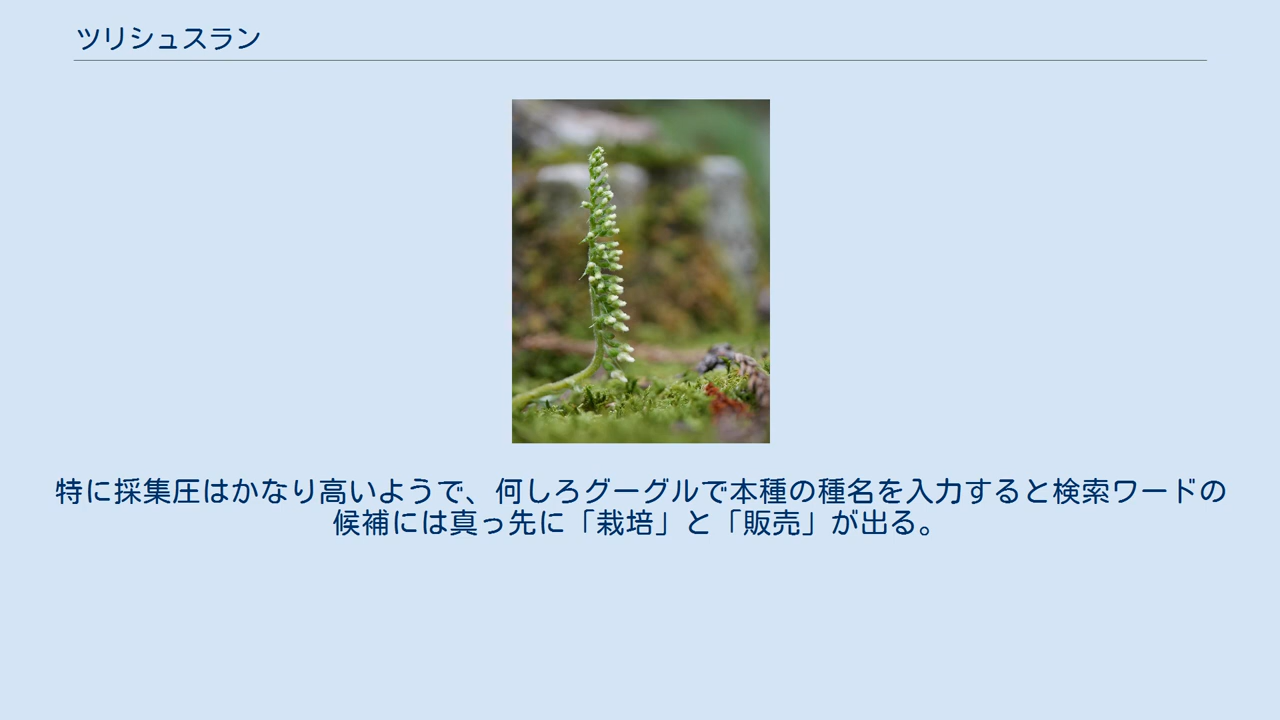 ツリシュスラン
特に採集圧はかなり高いようで、何しろグーグルで本種の種名を入力すると検索ワードの
候補には真っ先に「栽培」と「販売」が出る。